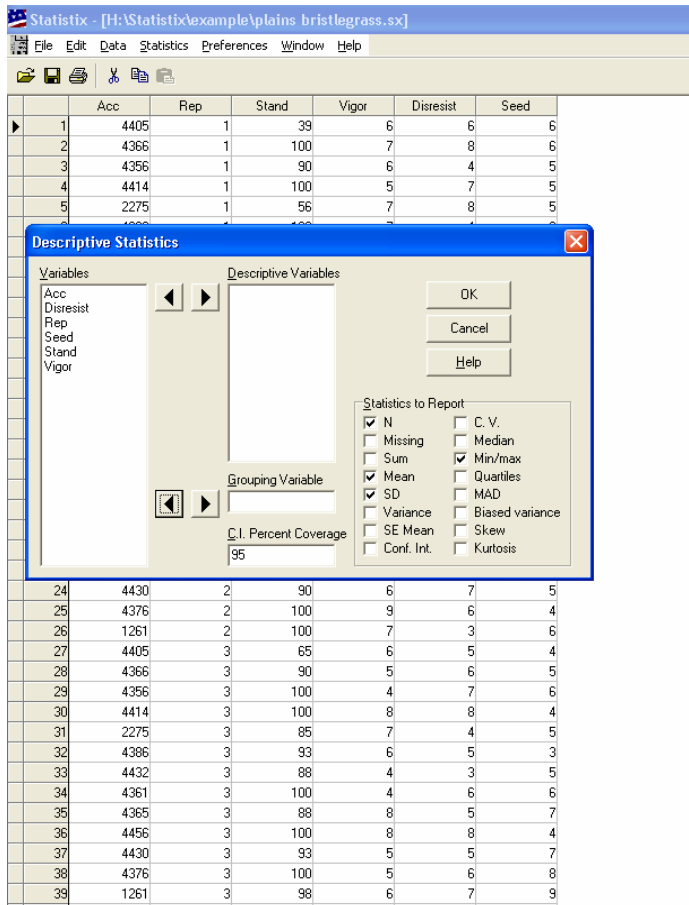 Statistix - [H:\Statistix\example\plains bristlegrass.sx]
File Edit Data Statistics Preferences Window Help
Acc Rep Stand Vigor Disresist Seed
1 4405 1 39 6 6 6
2 4366 1 100 7 8 6
3 4356 1 90 6 4 5
4 4414 1 100 5 7 5
5 2275 1 56 7 8 5
Descriptive Statistics
Variables
Acc
Disresist
Rep
Seed
Stand
Vigor
Descriptive Variables
OK
Cancel
Help
Statistics to Report
N C. V.
Missing Median
Sum Min/max
Mean Quartiles
SD MAD
Variance Biased variance
SE Mean Skew
Conf. Int. Kurtosis
Grouping Variable
C.I. Percent Coverage
95
24 4430 2 90 6 7 5
25 4376 2 100 9 6 4
26 1261 2 100 7 3 6
27 4405 3 65 6 5 4
28 4366 3 90 5 6 5
29 4356 3 100 4 7 6
30 4414 3 100 8 8 4
31 2275 3 85 7 4 5
32 4386 3 93 6 5 3
33 4432 3 88 4 3 5
34 4361 3 100 4 6 6
35 4365 3 88 8 5 7
36 4456 3 100 8 8 4
37 4430 3 93 5 5 7
38 4376 3 100 5 6 8
39 1261 3 98 6 7 9